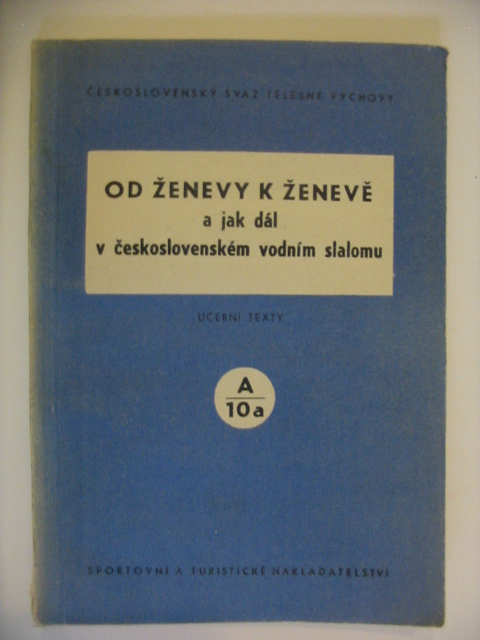 ČESKOSLOVENSKÝ SVAZ TĚLESNÉ VÝCHOVY
OD ŽENEVY K ŽENEVĚ
a jak dál
v československém vodním slalomu
UČEBNÍ TEXTY
A
10a
SPORTOVNÍ A TURISTICKÉ NAKLADATELSTVÍ